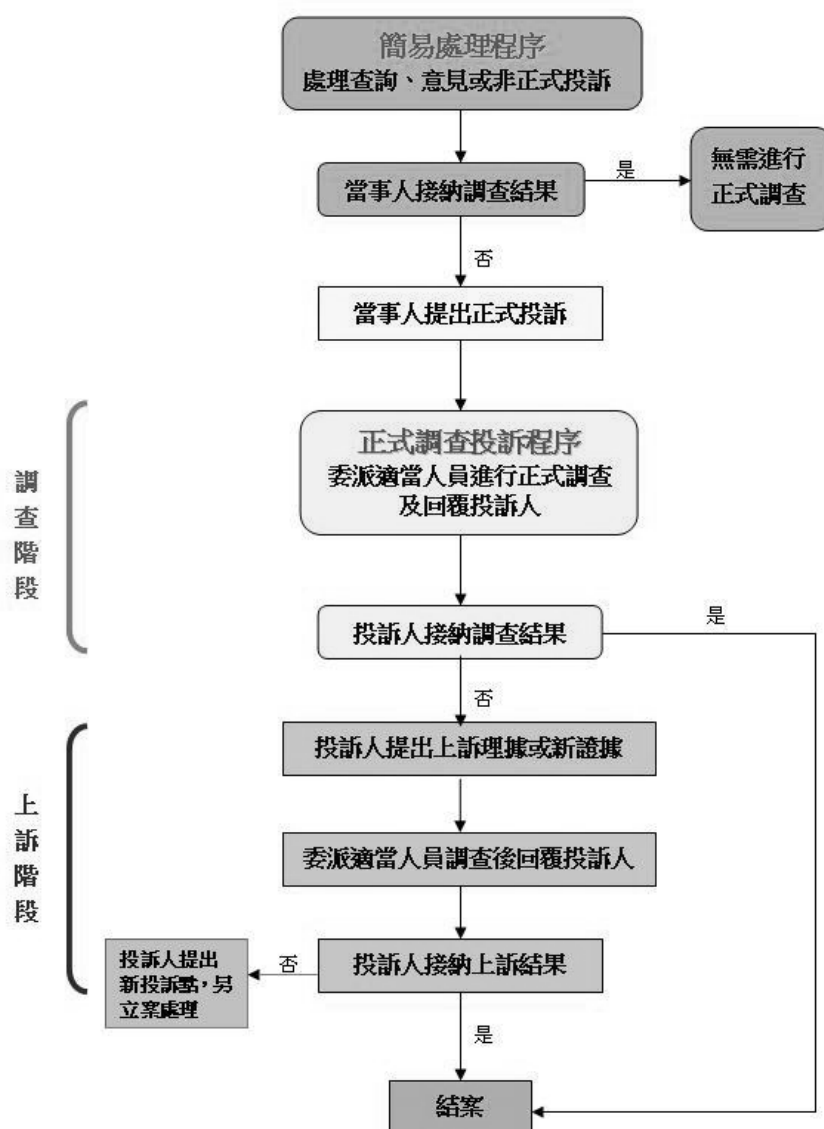 簡易處理程序
處理查詢、意見或非正式投訴
當事人接納調查結果
是
無需進行
正式調查
否
當事人提出正式投訴
調查階段
正式調查投訴程序
委派適當人員進行正式調查
及回覆投訴人
投訴人接納調查結果
是
否
上訴階段
投訴人提出上訴理據或新證據
委派適當人員調查後回覆投訴人
投訴人接納上訴結果
否
投訴人提出
新投訴點，另
立案處理
是
結案